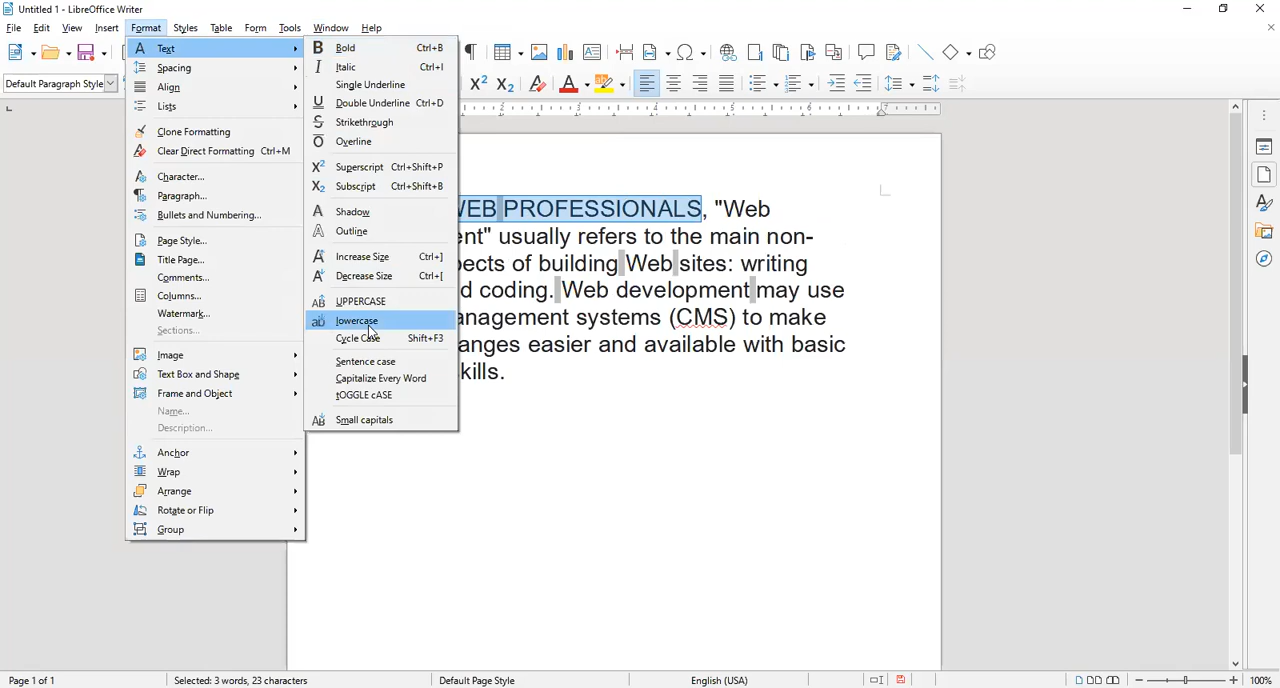 Untitled 1 - LibreOffice Writer
File Edit View Insert Format Styles Table Form Tools Window Help
Default Paragraph Style
Text
Spacing
Align
Lists
Clone Formatting
Clear Direct Formatting Ctrl+M
Character...
Paragraph...
Bullets and Numbering...
Page Style...
Title Page...
Comments...
Columns...
Watermark...
Sections...
Image
Text Box and Shape
Frame and Object
Name...
Description...
Anchor
Wrap
Arrange
Rotate or Flip
Group
Bold Ctrl+B
Italic Ctrl+I
Single Underline
Double Underline Ctrl+D
Strikethrough
Overline
Superscript Ctrl+Shift+P
Subscript Ctrl+Shift+B
Shadow
Outline
Increase Size Ctrl+]
Decrease Size Ctrl+[
UPPERCASE
lowercase
Cycle Case Shift+F3
Sentence case
Capitalize Every Word
tOGGLE cASE
Small capitals
WEB PROFESSIONALS, "Web
ent" usually refers to the main non-
pects of building Web sites: writing
d coding. Web development may use
anagement systems (CMS) to make
anges easier and available with basic
kills.
Page 1 of 1 Selected: 3 words, 23 characters Default Page Style English (USA) 100%